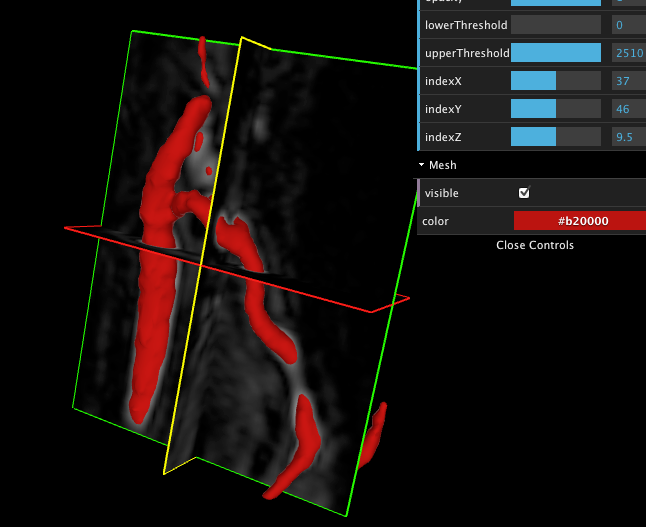 lowerThreshold 0
upperThreshold 2510
indexX 37
indexY 46
indexZ 9.5
Mesh
visible
color #b20000
Close Controls